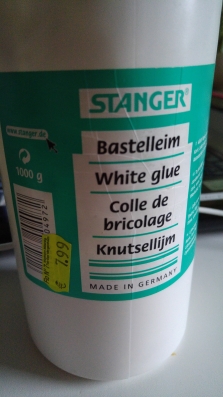 STANGER®
Bastelleim
White glue
Colle de
bricolage
Knutsellijm
MADE IN GERMANY
www.stanger.de
1000 g
7.99